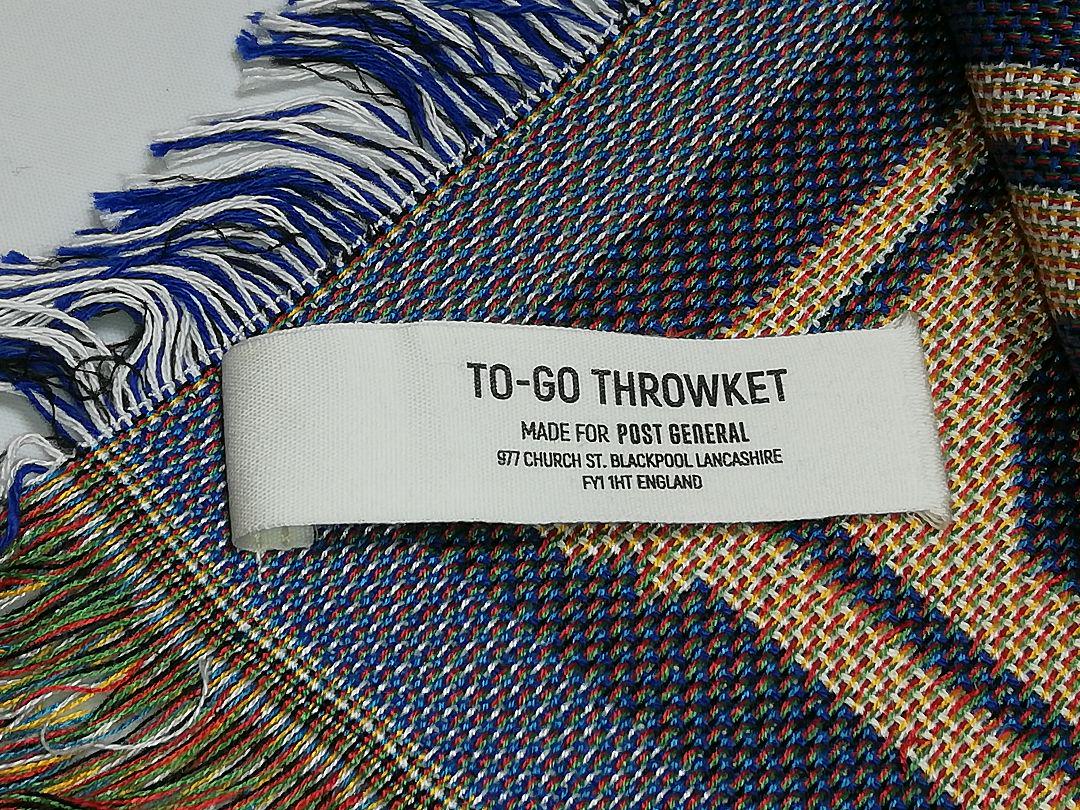 TO-GO THROWKET
MADE FOR POST GENERAL
977 CHURCH ST. BLACKPOOL LANCASHIRE
FY1 1HT ENGLAND